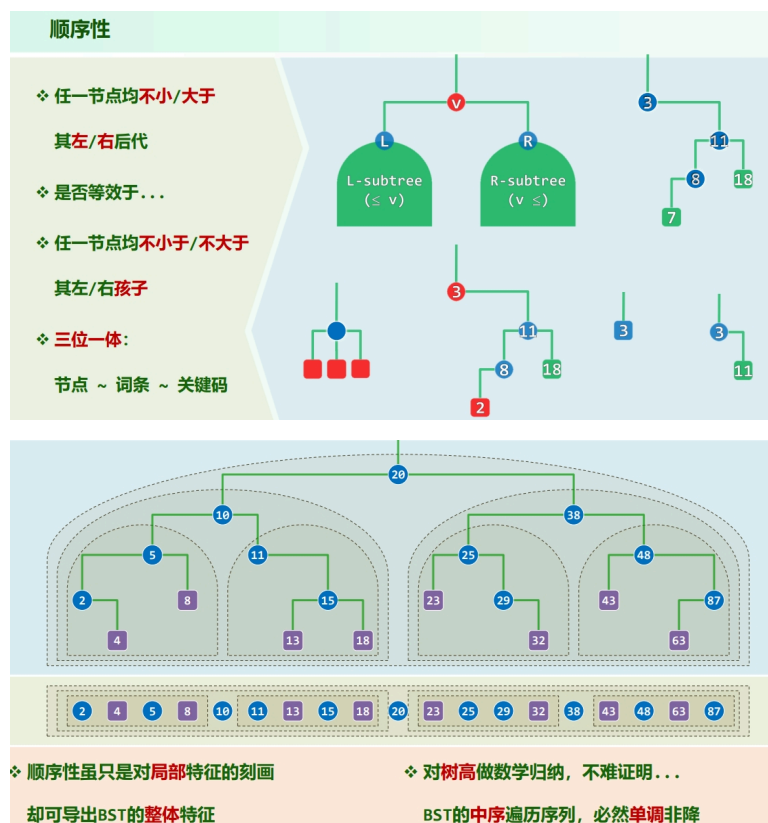 顺序性
❖ 任一节点均不小/大于
其左/右后代
❖ 是否等效于...
❖ 任一节点均不小于/不大于
其左/右孩子
❖ 三位一体：
节点 ~ 词条 ~ 关键码
v
L R
L-subtree R-subtree
(≤ v) (v ≤)
3
11
8 18
7
3
11
8 18
2
3
3
11
20
10 38
5 11 25 48
2 8 15 23 29 43 87
4 13 18 32 63
2 4 5 8 10 11 13 15 18 20 23 25 29 32 38 43 48 63 87
❖ 顺序性虽只是对局部特征的刻画
却可导出BST的整体特征
❖ 对树高做数学归纳，不难证明...
BST的中序遍历序列，必然单调非降